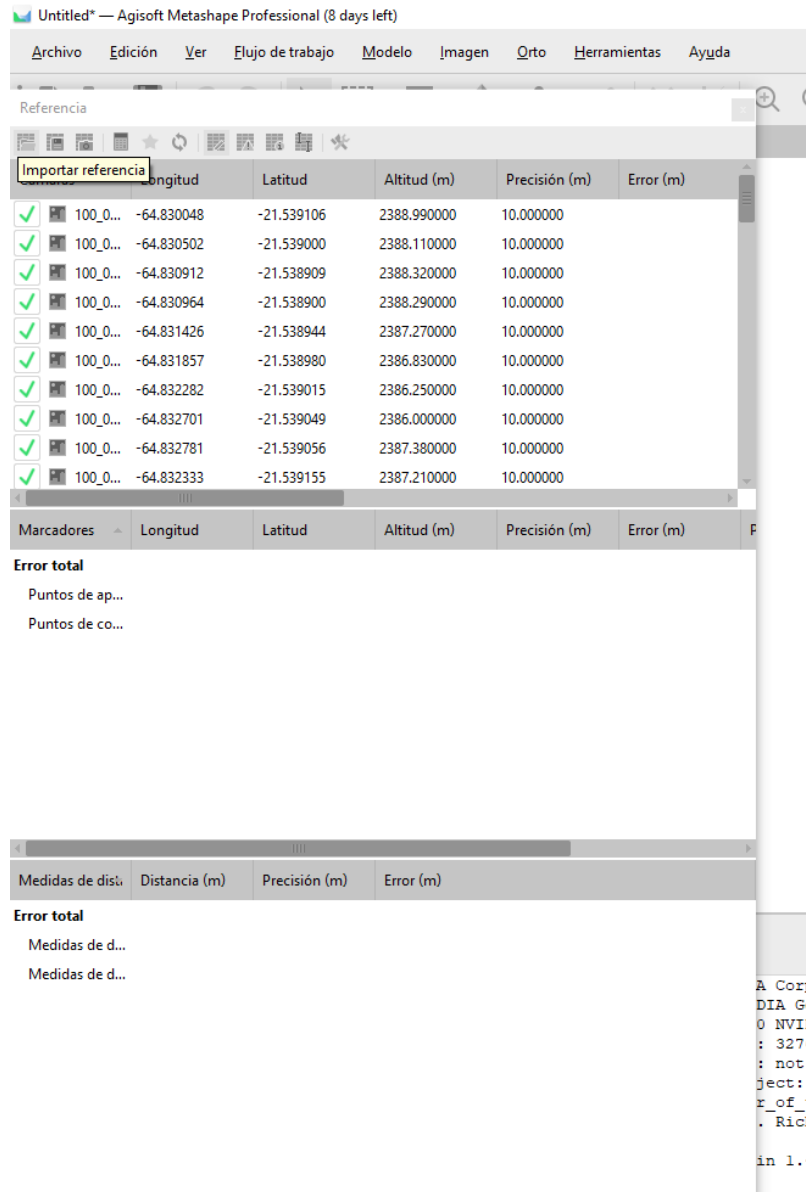 Untitled* — Agisoft Metashape Professional (8 days left)
Archivo Edición Ver Flujo de trabajo Modelo Imagen Orto Herramientas Ayuda
Referencia
Importar referencia
Longitud Latitud Altitud (m) Precisión (m) Error (m)
100_0... -64.830048 -21.539106 2388.990000 10.000000
100_0... -64.830502 -21.539000 2388.110000 10.000000
100_0... -64.830912 -21.538909 2388.320000 10.000000
100_0... -64.830964 -21.538900 2388.290000 10.000000
100_0... -64.831426 -21.538944 2387.270000 10.000000
100_0... -64.831857 -21.538980 2386.830000 10.000000
100_0... -64.832282 -21.539015 2386.250000 10.000000
100_0... -64.832701 -21.539049 2386.000000 10.000000
100_0... -64.832781 -21.539056 2387.380000 10.000000
100_0... -64.832333 -21.539155 2387.210000 10.000000
Marcadores Longitud Latitud Altitud (m) Precisión (m) Error (m) P
Error total
Puntos de ap...
Puntos de co...
Medidas de dist Distancia (m) Precisión (m) Error (m)
Error total
Medidas de d...
Medidas de d...
A Corp
DIA G
0 NVI
: 327
: not
ject:
r_of_
. Ric
in 1.